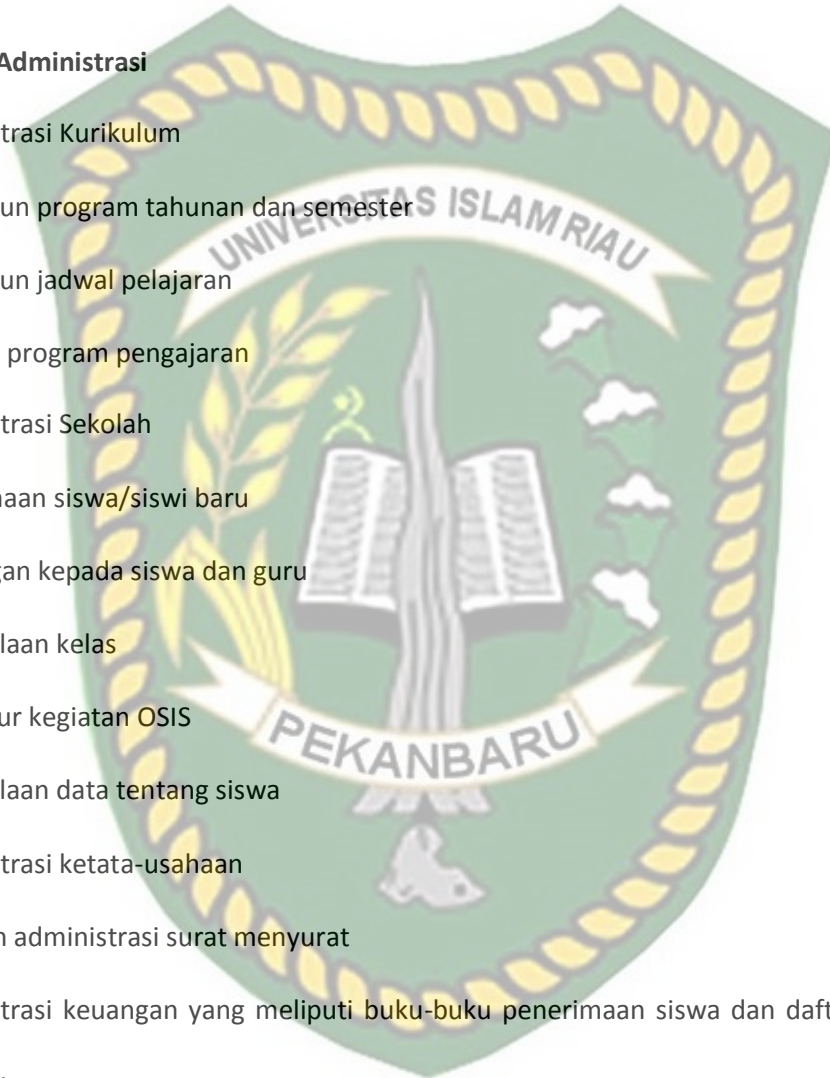 Administrasi
trasi Kurikulum
un program tahunan dan semester
UNIVERSITAS ISLAM RIAU
un jadwal pelajaran
program pengajaran
trasi Sekolah
naan siswa/siswi baru
gan kepada siswa dan guru
laan kelas
ur kegiatan OSIS
PEKANBARU
laan data tentang siswa
trasi ketata-usahaan
n administrasi surat menyurat
trasi keuangan yang meliputi buku-buku penerimaan siswa dan daft